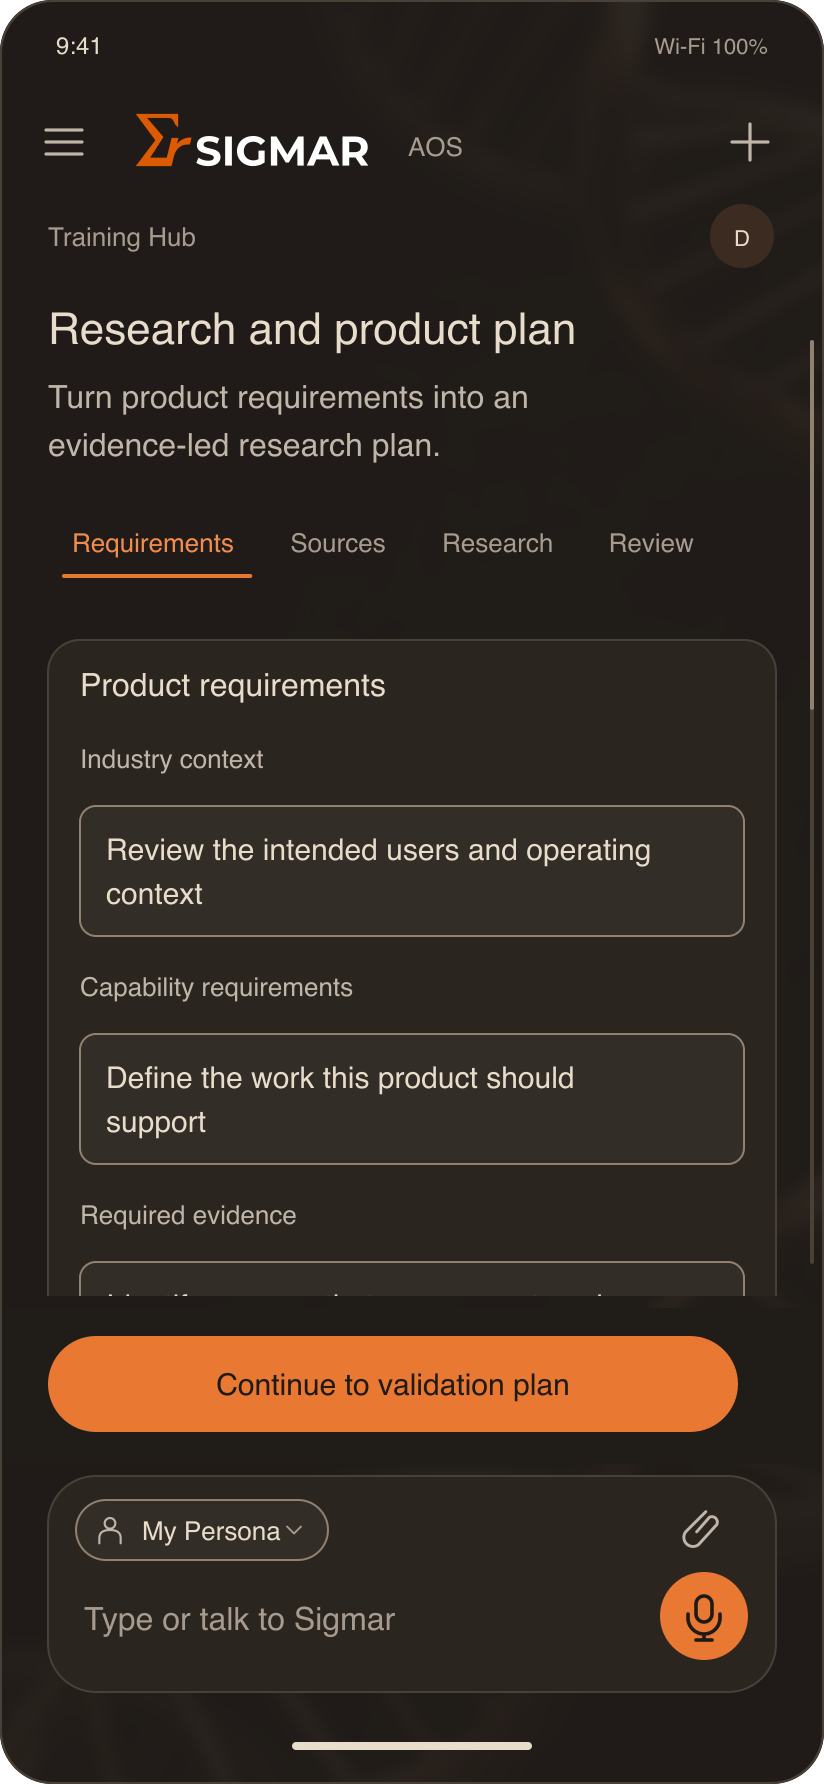 9:41
Wi-Fi 100%
Σr SIGMAR AOS
Training Hub
D
Research and product plan
Turn product requirements into an
evidence-led research plan.
Requirements Sources Research Review
Product requirements
Industry context
Review the intended users and operating
context
Capability requirements
Define the work this product should
support
Required evidence
Continue to validation plan
My Persona
Type or talk to Sigmar